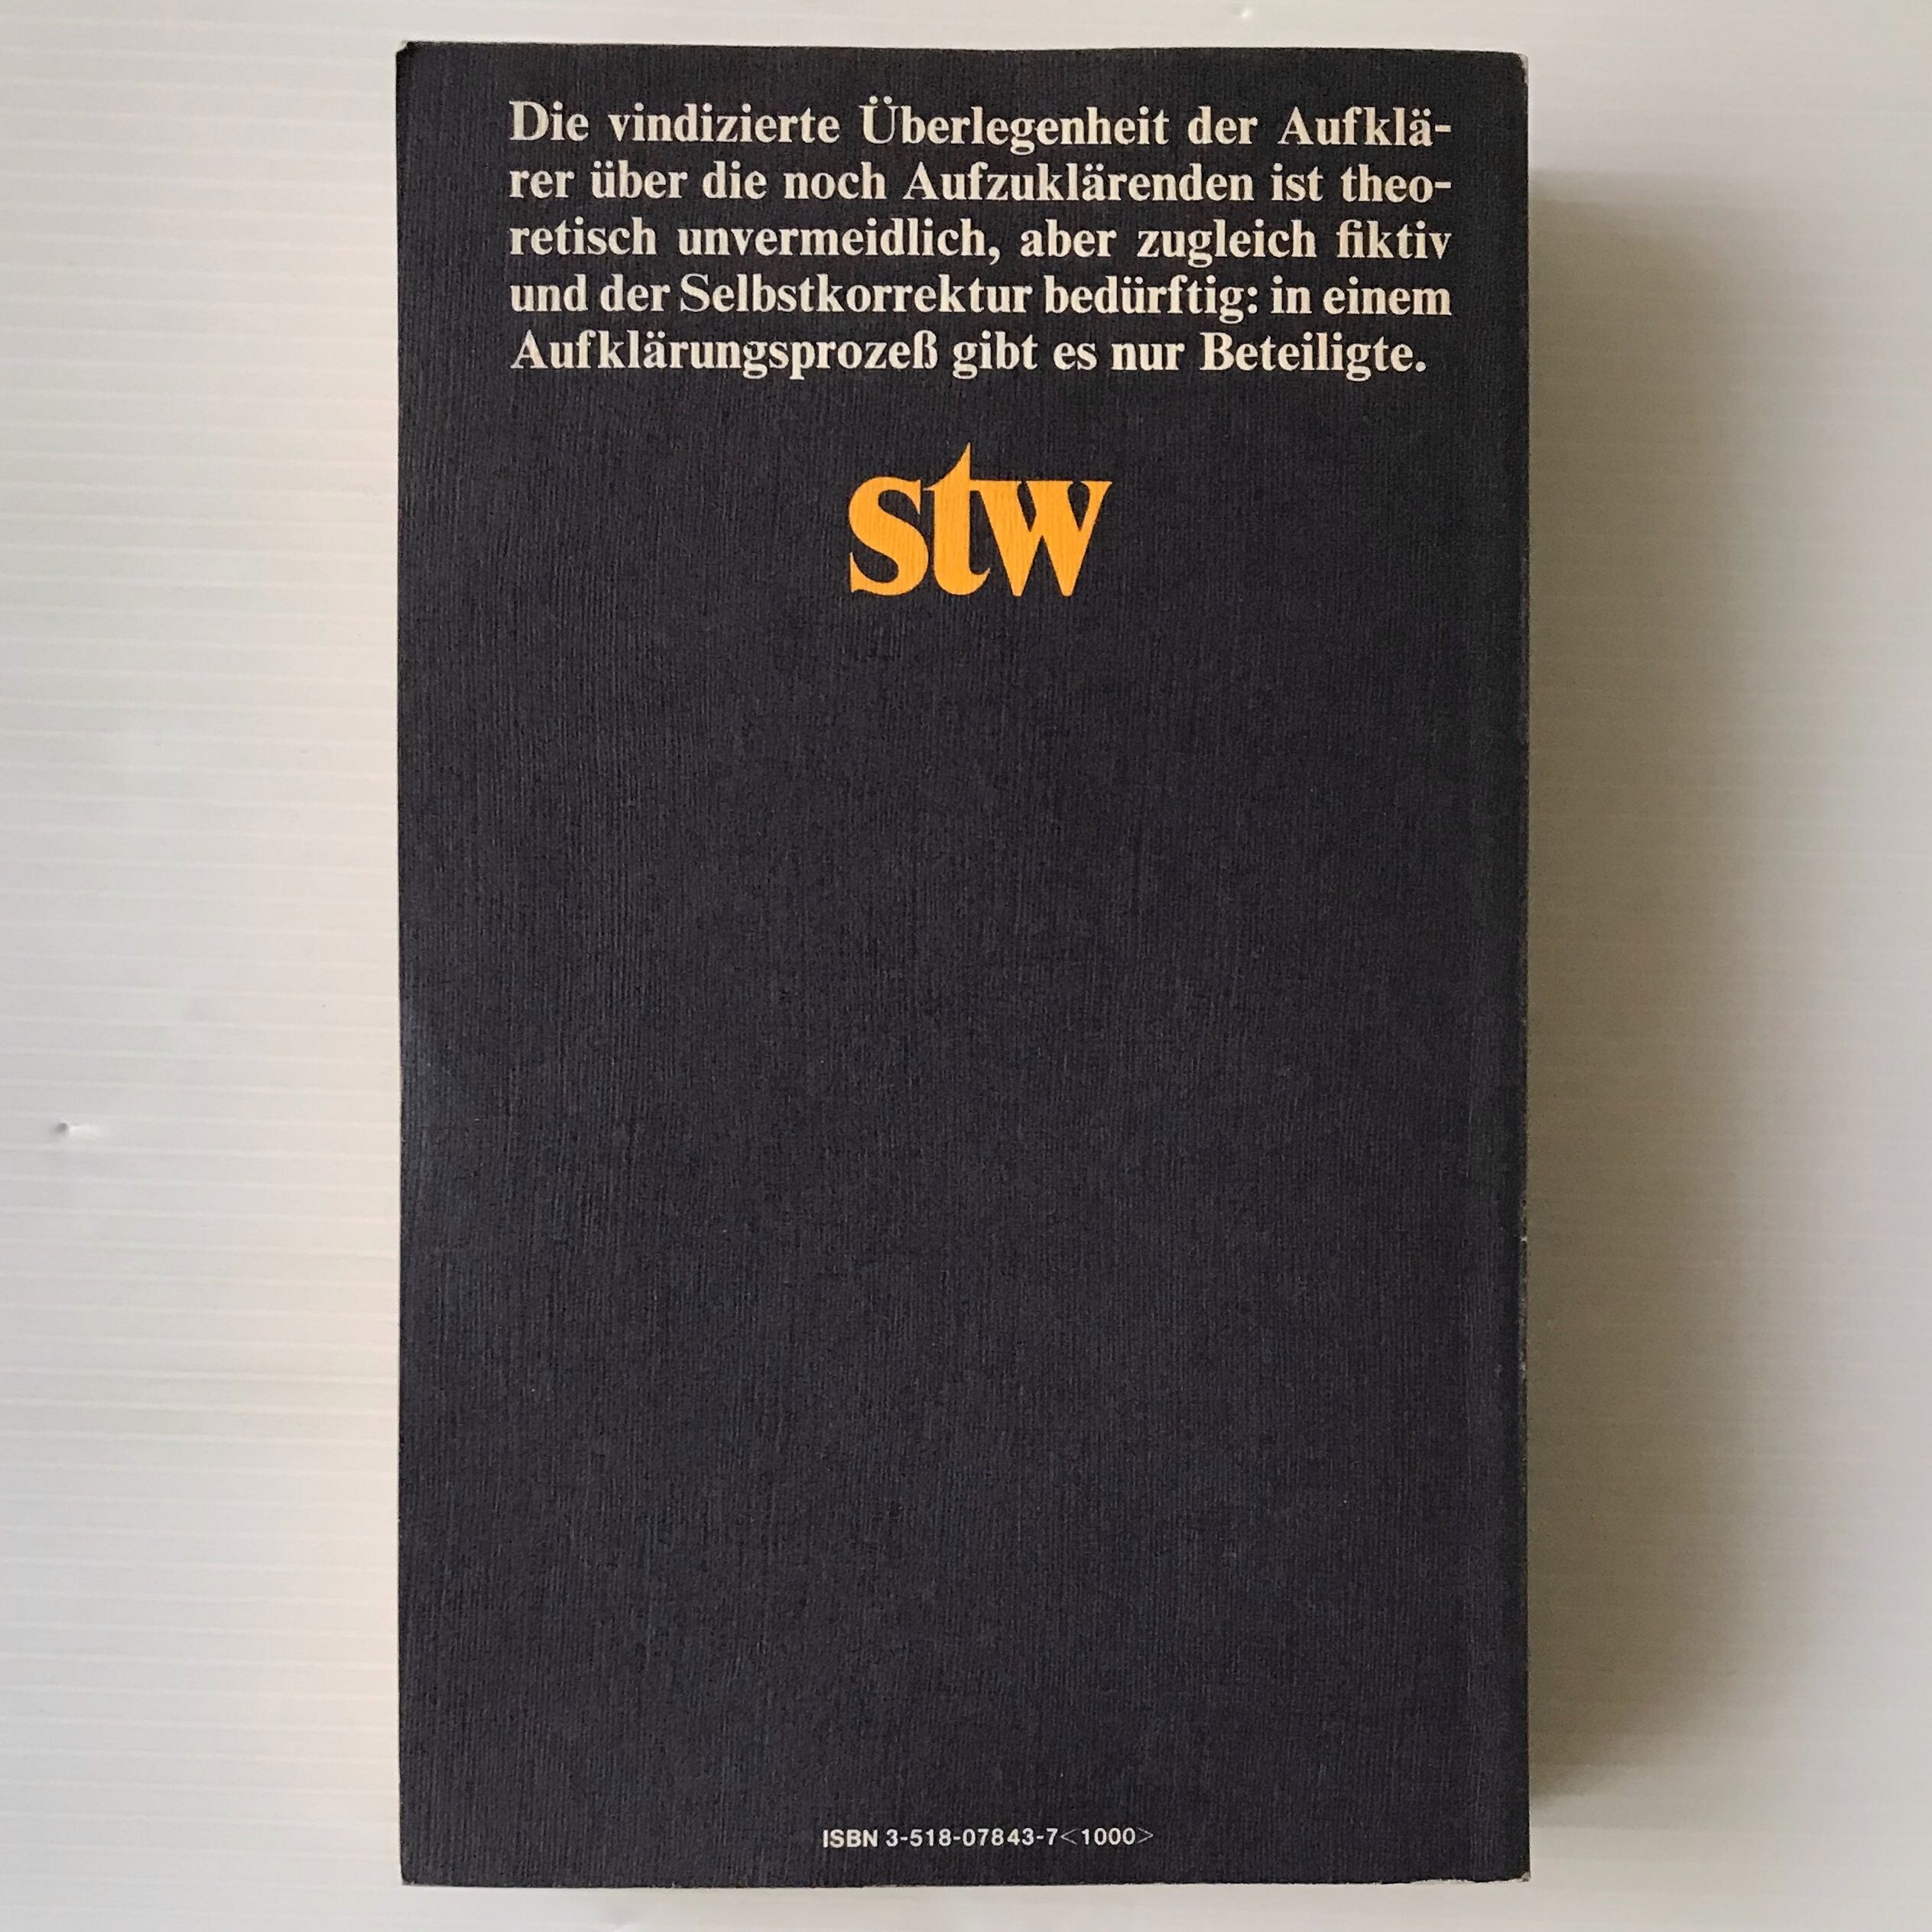 Die vindizierte Überlegenheit der Aufklä-
rer über die noch Aufzuklärenden ist theo-
retisch unvermeidlich, aber zugleich fiktiv
und der Selbstkorrektur bedürftig: in einem
Aufklärungsprozeß gibt es nur Beteiligte.
stw
ISBN 3-518-07843-7<1000>